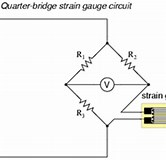 Quarter-bridge strain gauge circuit
R1
R2
V
R3
strain g